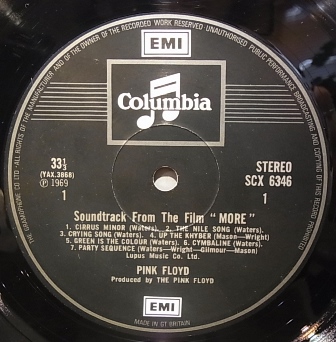 ALL RIGHTS OF THE MANUFACTURER AND OF THE OWNER OF THE RECORDED WORK RESERVED · UNAUTHORISED PUBLIC PERFORMANCE BROADCASTING AND COPYING OF THIS RECORD PROHIBITED
THE GRAMOPHONE CO LTD
EMI
Columbia
33⅓
(YAX.3868)
℗ 1969
1
STEREO
SCX 6346
1
Soundtrack From The Film "MORE"
1. CIRRUS MINOR (Waters). 2. THE NILE SONG (Waters).
3. CRYING SONG (Waters). 4. UP THE KHYBER (Mason—Wright)
5. GREEN IS THE COLOUR (Waters). 6. CYMBALINE (Waters).
7. PARTY SEQUENCE (Waters—Wright—Gilmour—Mason)
Lupus Music Co. Ltd.
PINK FLOYD
Produced by THE PINK FLOYD
EMI
MADE IN GT BRITAIN